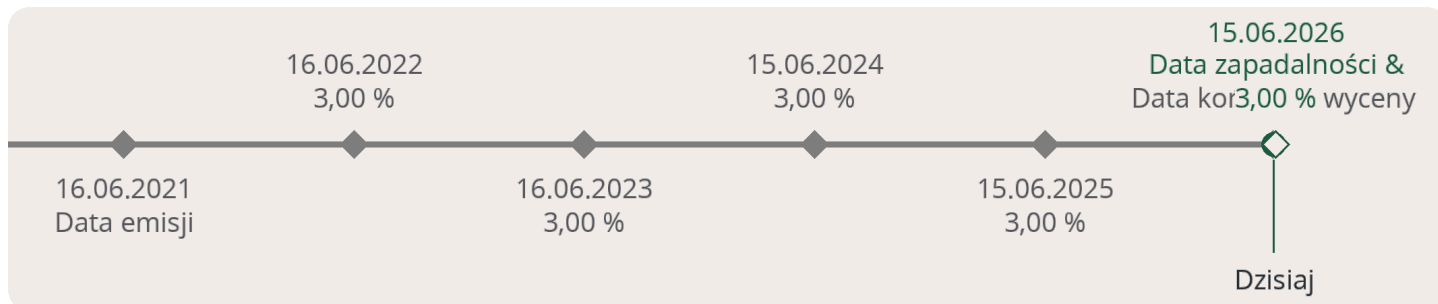 16.06.2021
Data emisji
16.06.2022
3,00 %
16.06.2023
3,00 %
15.06.2024
3,00 %
15.06.2025
3,00 %
15.06.2026
Data zapadalności &
Data 3,00 % wyceny
Dzisiaj